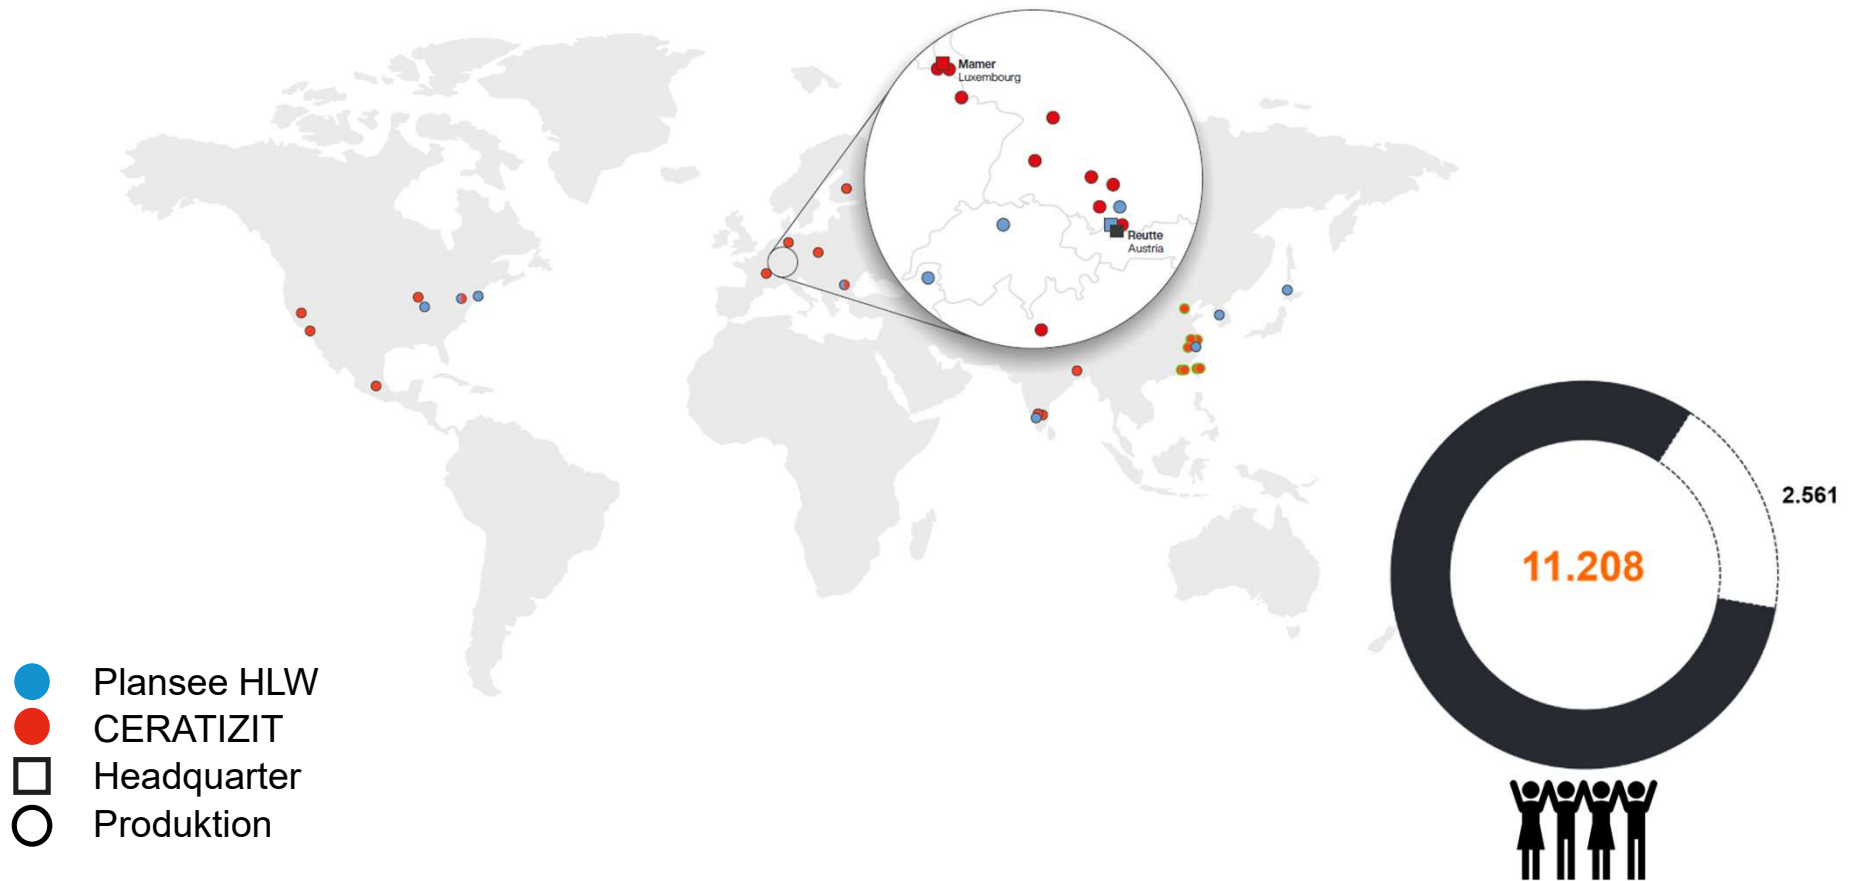 Mamer
Luxembourg
Reutte
Austria
2.561
11.208
Plansee HLW
CERATIZIT
Headquarter
Produktion